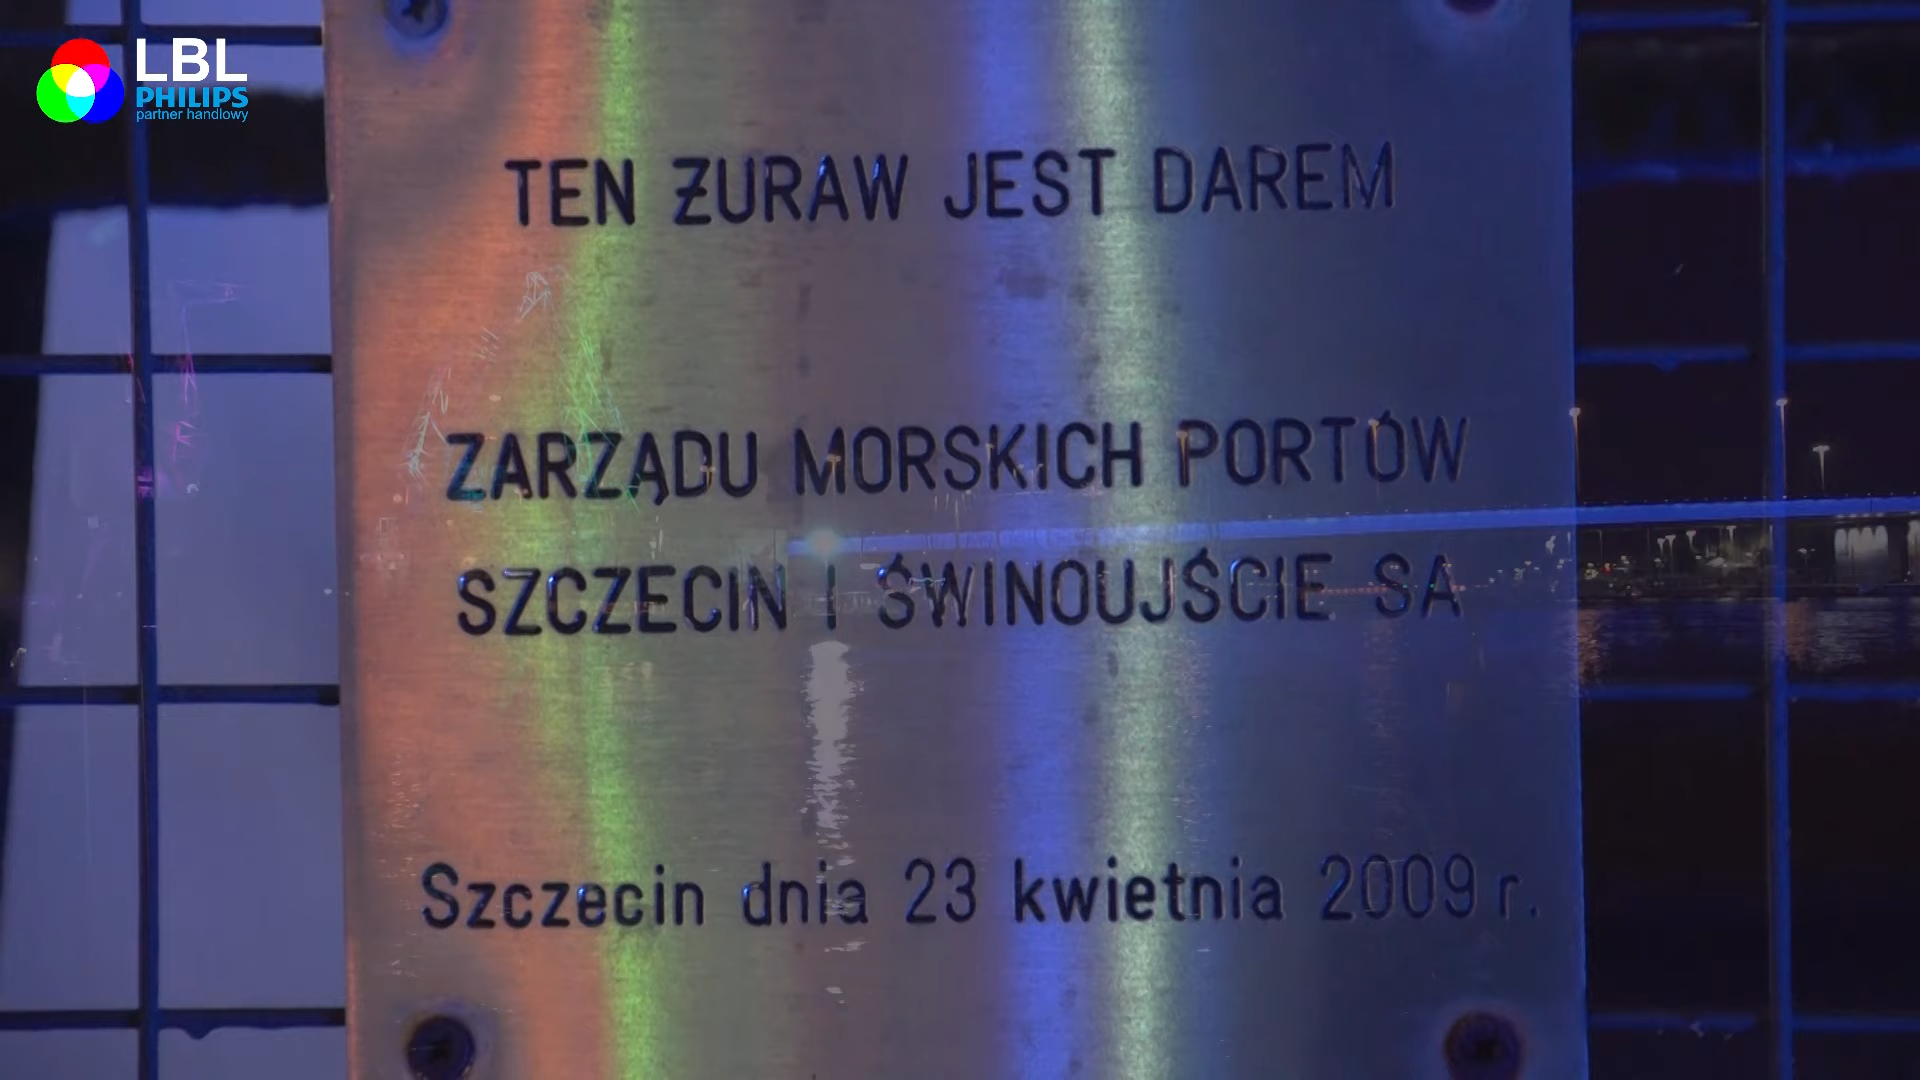 LBL
PHILIPS
partner handlowy
TEN ŻURAW JEST DAREM
ZARZĄDU MORSKICH PORTÓW
SZCZECIN I ŚWINOUJŚCIE SA
Szczecin dnia 23 kwietnia 2009 r.